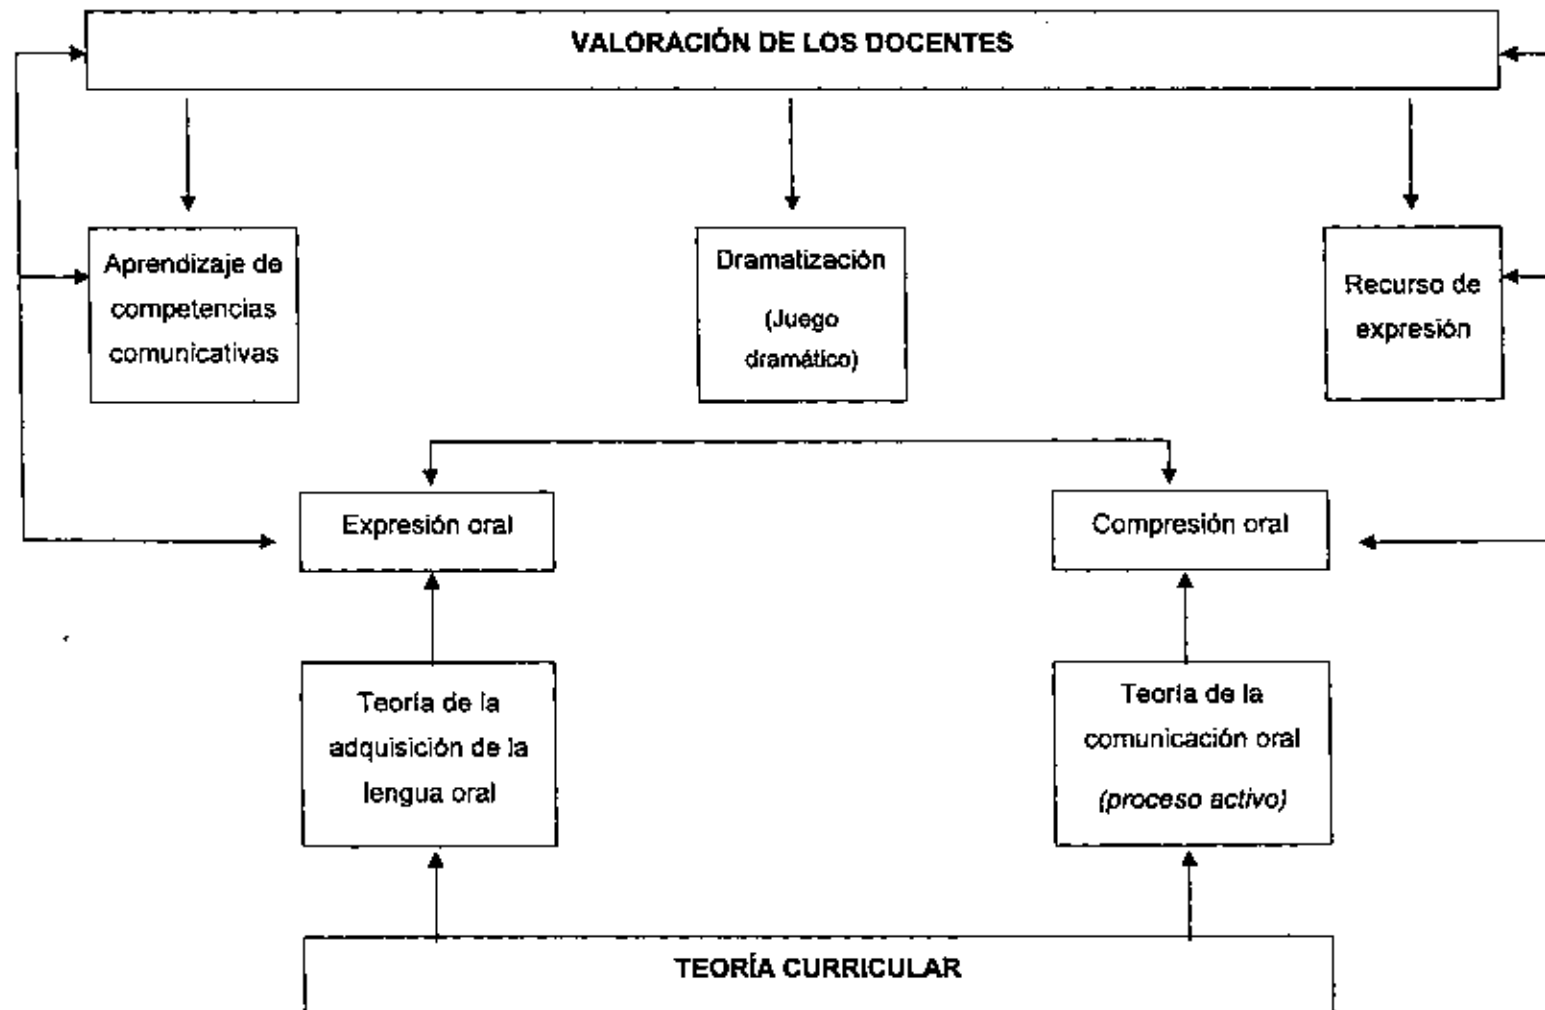 VALORACIÓN DE LOS DOCENTES
Aprendizaje de
competencias
comunicativas
Dramatización
(Juego
dramático)
Recurso de
expresión
Expresión oral
Compresión oral
Teoría de la
adquisición de la
lengua oral
Teoría de la
comunicación oral
(proceso activo)
TEORÍA CURRICULAR